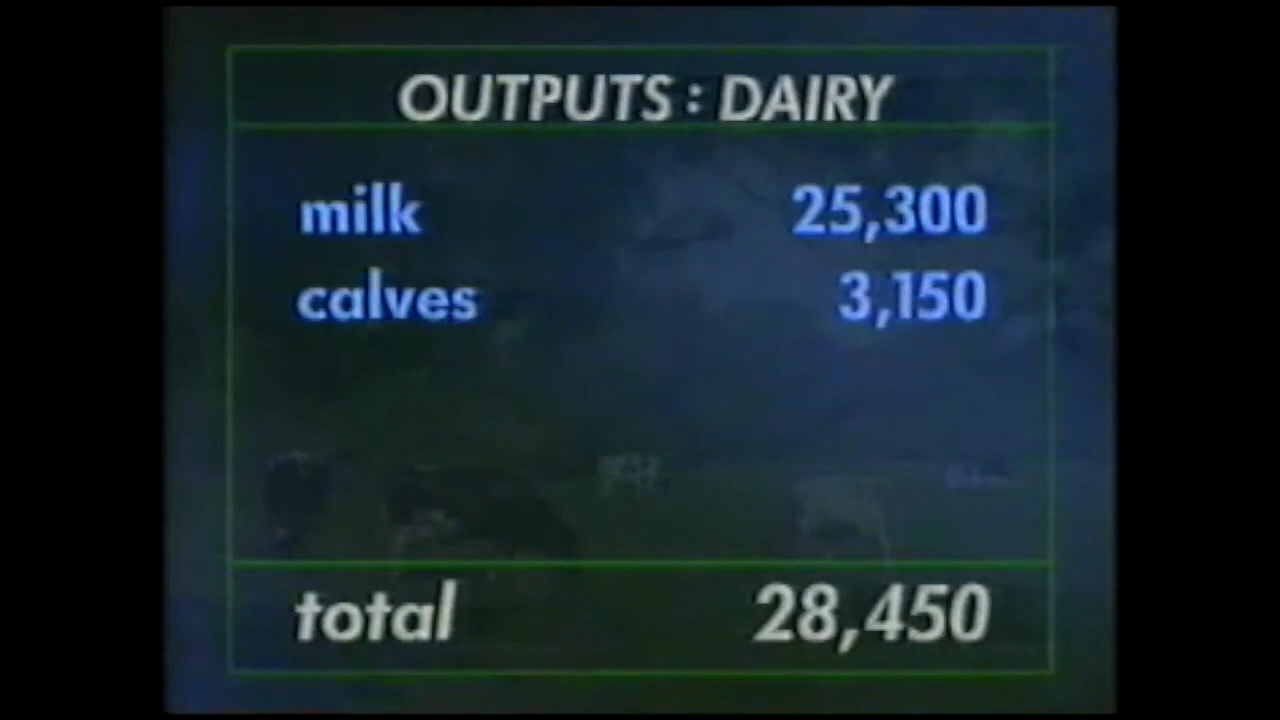 OUTPUTS : DAIRY
milk 25,300
calves 3,150
total 28,450